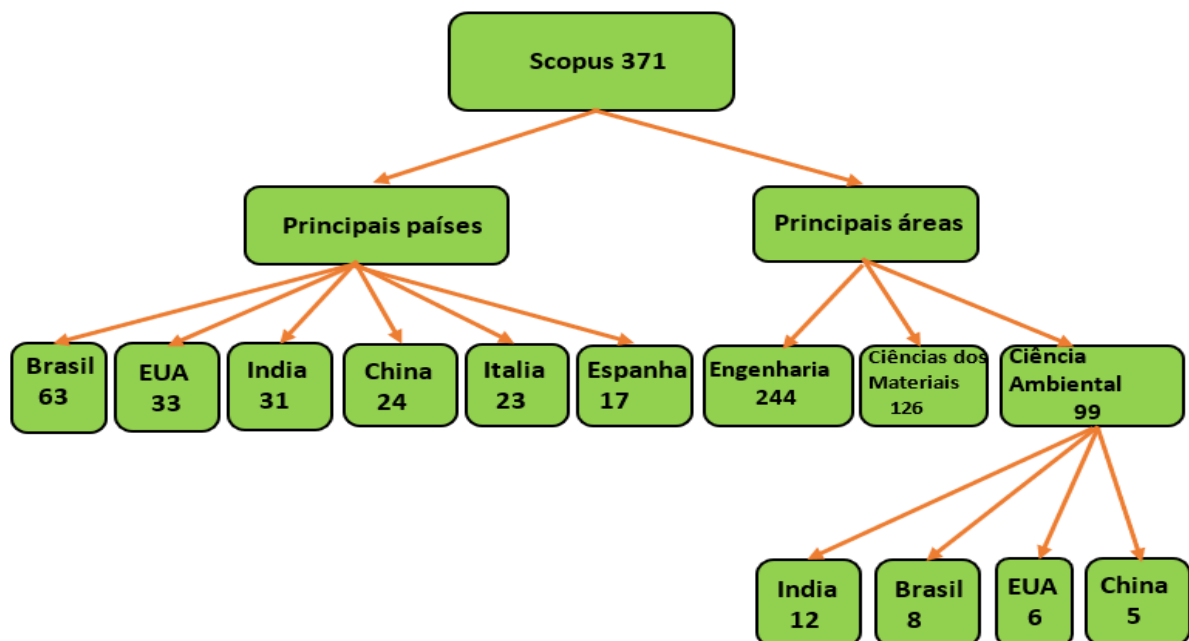 Scopus 371
Principais países
Principais áreas
Brasil
63
EUA
33
India
31
China
24
Italia
23
Espanha
17
Engenharia
244
Ciências dos
Materiais
126
Ciência
Ambiental
99
India
12
Brasil
8
EUA
6
China
5